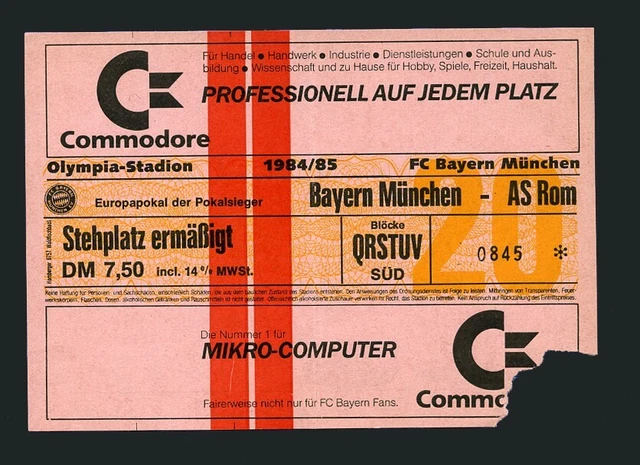 Für Handel ● Handwerk ● Industrie ● Dienstleistungen ● Schule und Aus-
bildung ● Wissenschaft und zu Hause für Hobby, Spiele, Freizeit, Haushalt.
PROFESSIONELL AUF JEDEM PLATZ
Commodore
Olympia-Stadion 1984/85 FC Bayern München
20
Europapokal der Pokalsieger Bayern München - AS Rom
Stehplatz ermäßigt
DM 7,50 incl. 14% MWSt.
Blöcke
QRSTUV
SÜD
0845 *
Die Nummer 1 für
MIKRO-COMPUTER
Fairerweise nicht nur für FC Bayern Fans.
Commo